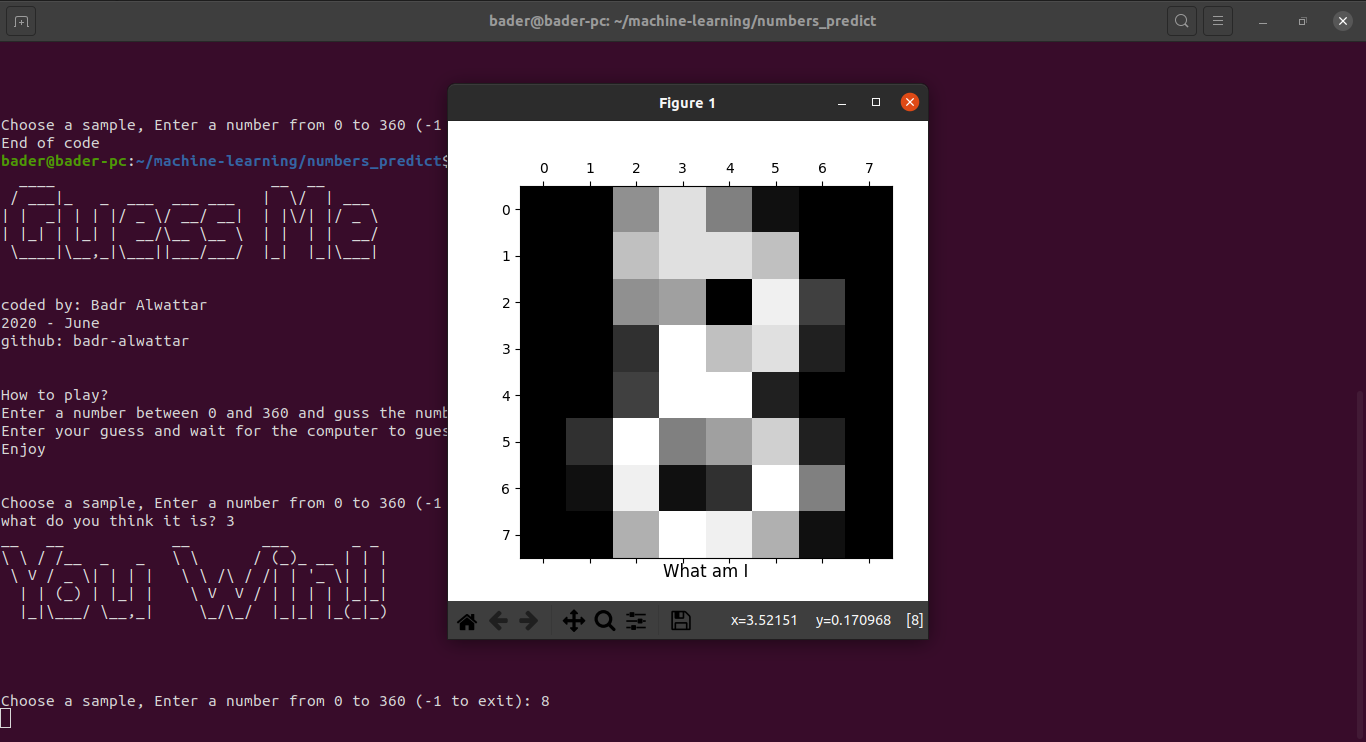 bader@bader-pc: ~/machine-learning/numbers_predict
Choose a sample, Enter a number from 0 to 360 (-1
End of code
bader@bader-pc:~/machine-learning/numbers_predict$
Guess Me
coded by: Badr Alwattar
2020 - June
github: badr-alwattar
How to play?
Enter a number between 0 and 360 and guss the numb
Enter your guess and wait for the computer to gues
Enjoy
Choose a sample, Enter a number from 0 to 360 (-1
what do you think it is? 3
You Win!!
Choose a sample, Enter a number from 0 to 360 (-1 to exit): 8
Figure 1
0 1 2 3 4 5 6 7
0
1
2
3
4
5
6
7
What am I
x=3.52151 y=0.170968 [8]